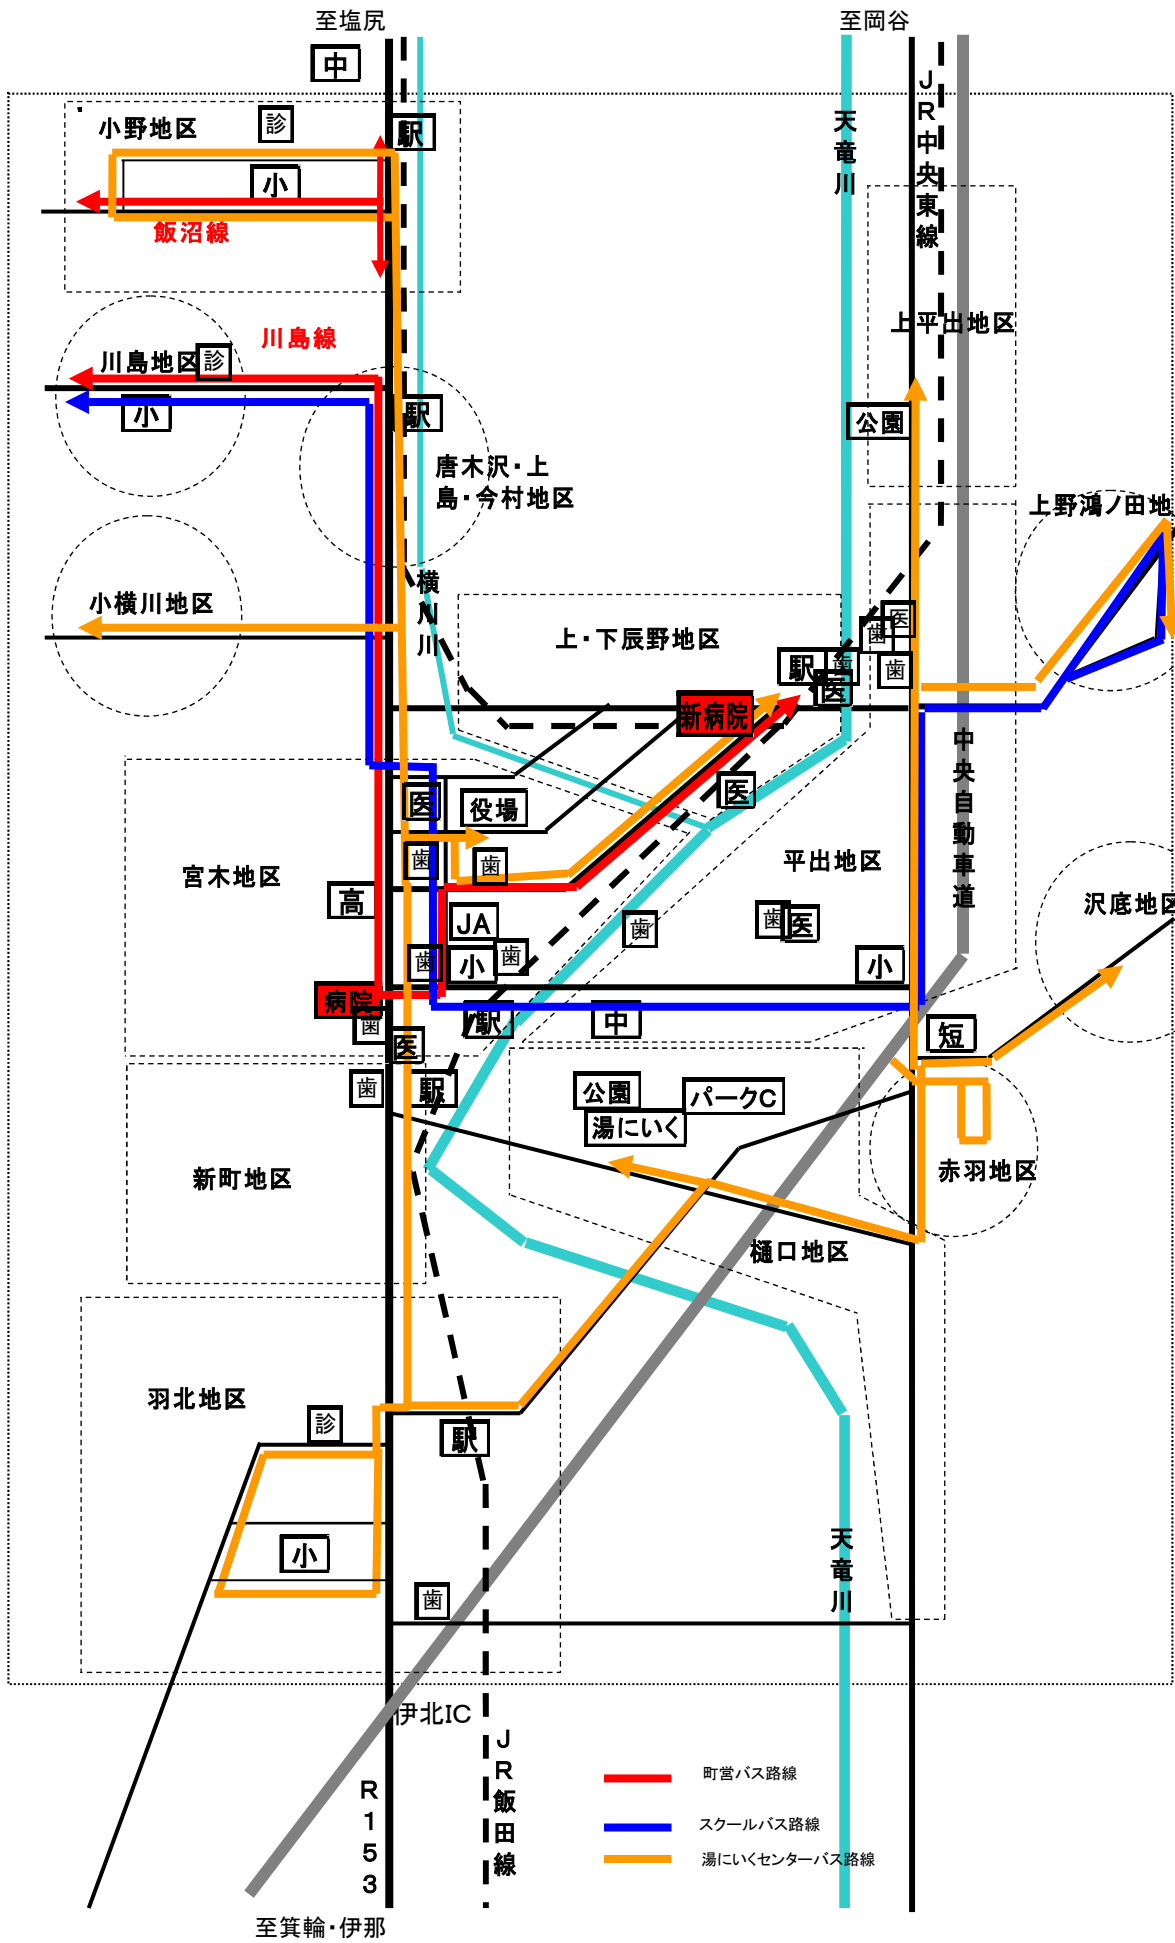 至塩尻
至岡谷
中
JR中央東線
小野地区
診
駅
天竜川
小
飯沼線
上平出地区
川島線
川島地区
診
小
駅
公園
唐木沢・上
島・今村地区
上野鴻ノ田地
横川川
小横川地区
上・下辰野地区
医
歯
駅
歯
医
歯
新病院
中央自動車道
医
役場
医
歯
歯
平出地区
宮木地区
高
沢底地区
JA
歯
歯
医
歯
小
歯
小
病院
歯
駅
中
短
医
歯
駅
公園
パークC
湯にいく
新町地区
赤羽地区
樋口地区
羽北地区
診
駅
小
天竜川
歯
伊北IC
JR飯田線
R153
町営バス路線
スクールバス路線
湯にいくセンターバス路線
至箕輪・伊那